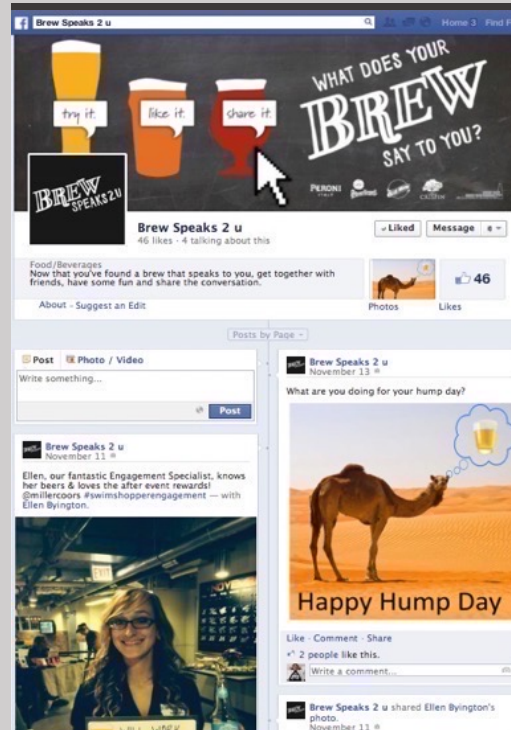 Brew Speaks 2 u
Home 3 Find F
try it.
like it.
share it.
WHAT DOES YOUR
BREW
SAY TO YOU?
PERONI
ITALY
BREW
SPEAKS2U
Brew Speaks 2 u
46 likes · 4 talking about this
Liked
Message
Food/Beverages
Now that you've found a brew that speaks to you, get together with
friends, have some fun and share the conversation.
About - Suggest an Edit
Photos
46
Likes
Posts by Page
Post Photo / Video
Write something...
Post
Brew Speaks 2 u
November 11
Ellen, our fantastic Engagement Specialist, knows
her beers & loves the after event rewards!
@millercoors #swimshopperengagement — with
Ellen Byington.
EXIT
WILL WORK
Brew Speaks 2 u
November 13
What are you doing for your hump day?
Happy Hump Day
Like · Comment · Share
2 people like this.
Write a comment...
Brew Speaks 2 u shared Ellen Byington's
photo.
November 11